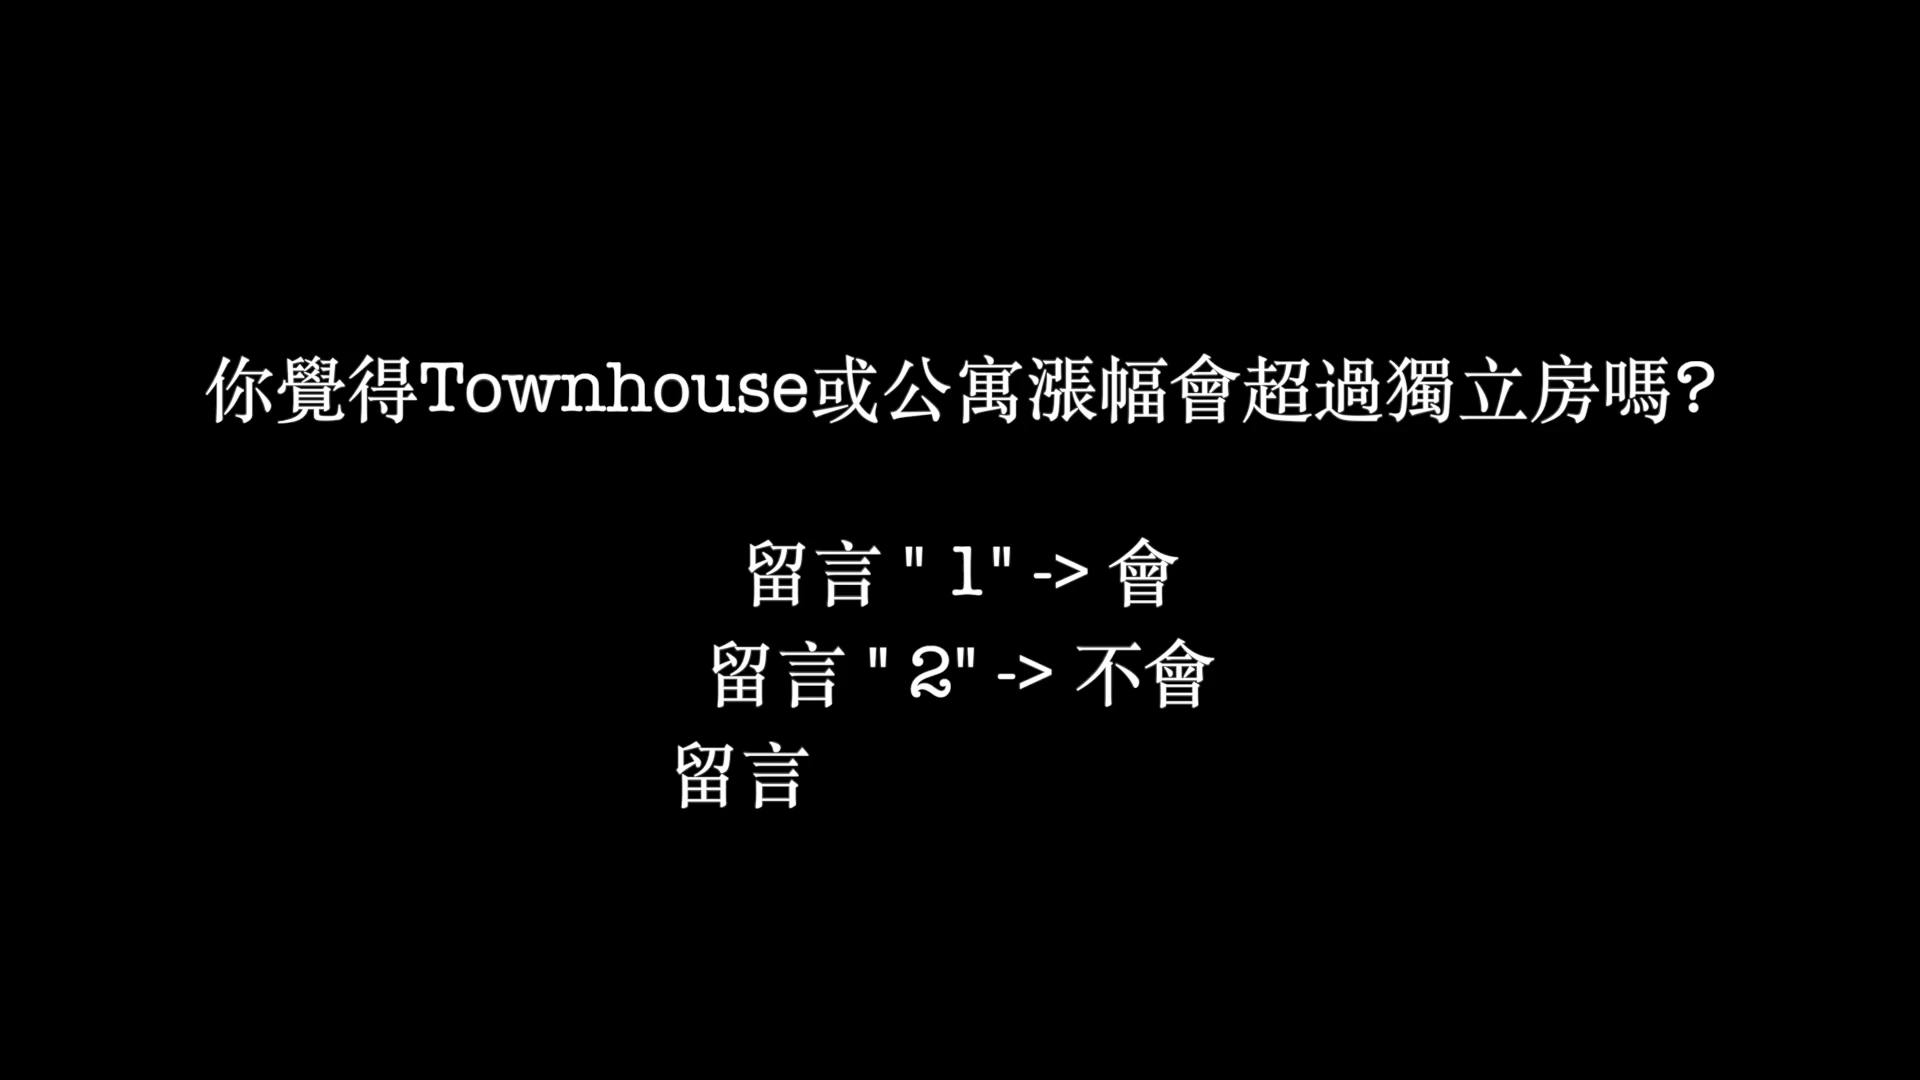 你覺得Townhouse或公寓漲幅會超過獨立房嗎?
留言 " 1" -> 會
留言 " 2" -> 不會
留言